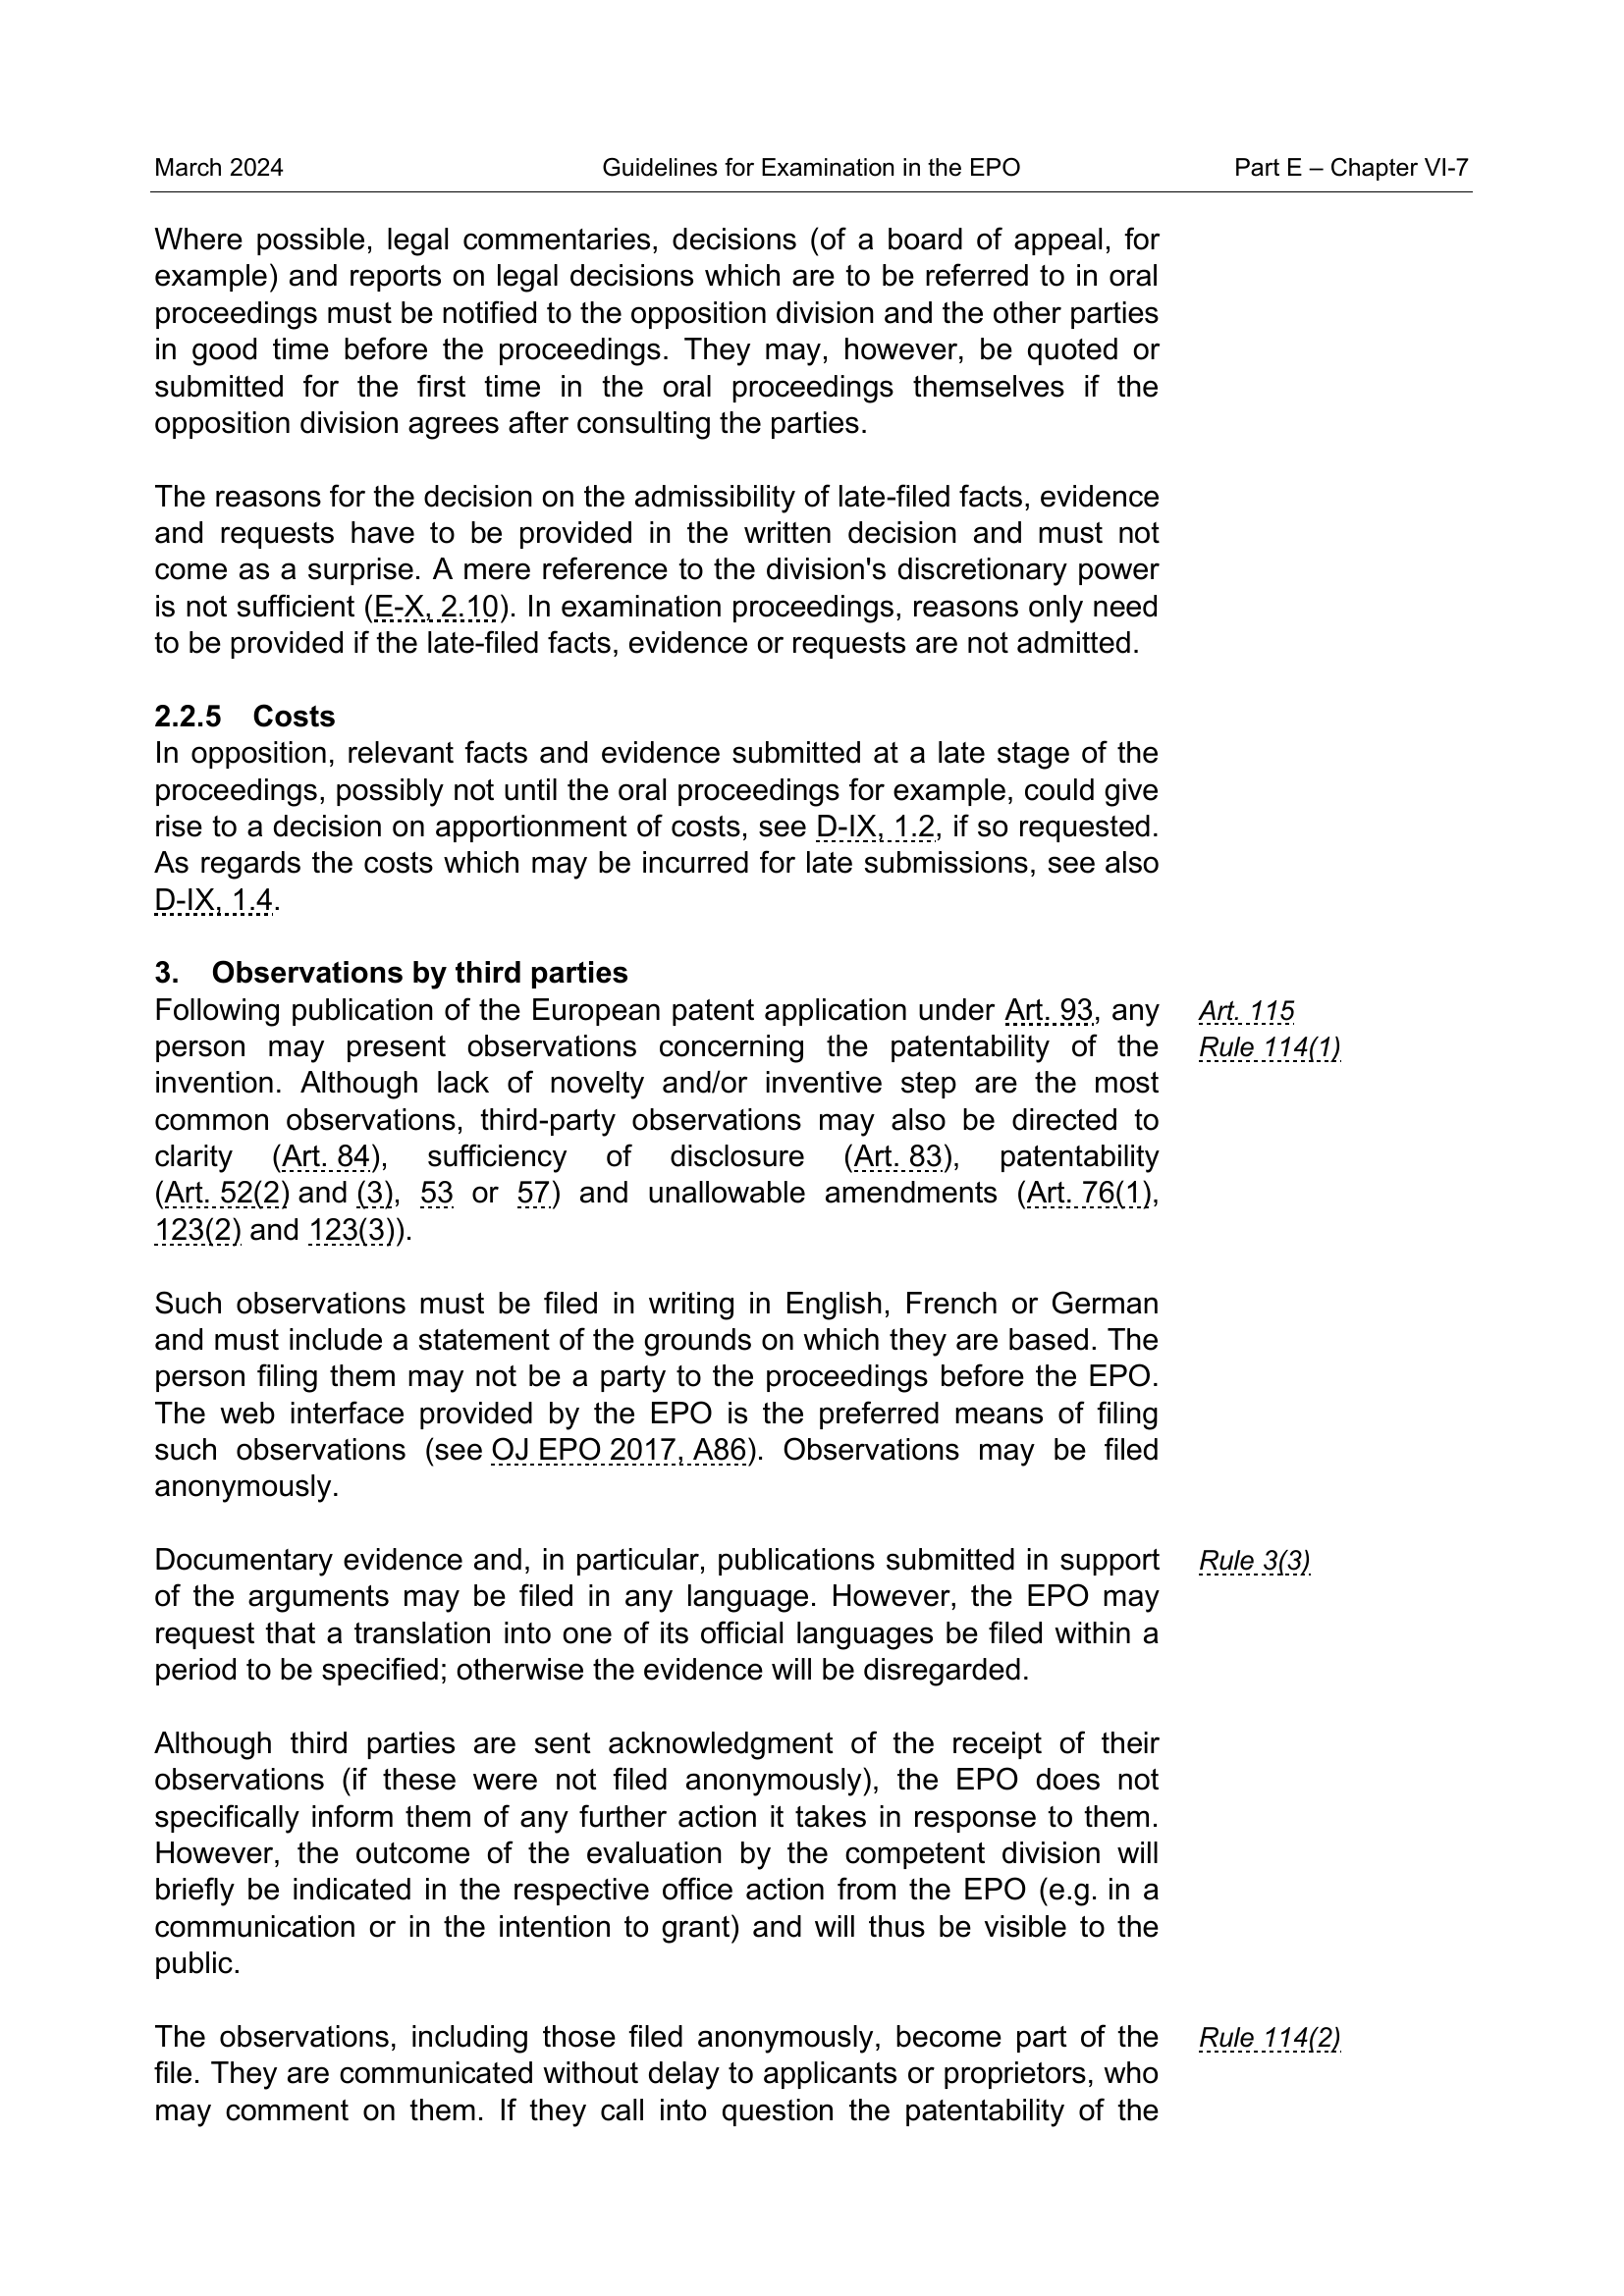 March 2024 Guidelines for Examination in the EPO Part E – Chapter VI-7
Where possible, legal commentaries, decisions (of a board of appeal, for
example) and reports on legal decisions which are to be referred to in oral
proceedings must be notified to the opposition division and the other parties
in good time before the proceedings. They may, however, be quoted or
submitted for the first time in the oral proceedings themselves if the
opposition division agrees after consulting the parties.
The reasons for the decision on the admissibility of late-filed facts, evidence
and requests have to be provided in the written decision and must not
come as a surprise. A mere reference to the division's discretionary power
is not sufficient (E-X, 2.10). In examination proceedings, reasons only need
to be provided if the late-filed facts, evidence or requests are not admitted.
2.2.5 Costs
In opposition, relevant facts and evidence submitted at a late stage of the
proceedings, possibly not until the oral proceedings for example, could give
rise to a decision on apportionment of costs, see D-IX, 1.2, if so requested.
As regards the costs which may be incurred for late submissions, see also
D-IX, 1.4.
3. Observations by third parties
Following publication of the European patent application under Art. 93, any Art. 115
person may present observations concerning the patentability of the Rule 114(1)
invention. Although lack of novelty and/or inventive step are the most
common observations, third-party observations may also be directed to
clarity (Art. 84), sufficiency of disclosure (Art. 83), patentability
(Art. 52(2) and (3), 53 or 57) and unallowable amendments (Art. 76(1),
123(2) and 123(3)).
Such observations must be filed in writing in English, French or German
and must include a statement of the grounds on which they are based. The
person filing them may not be a party to the proceedings before the EPO.
The web interface provided by the EPO is the preferred means of filing
such observations (see OJ EPO 2017, A86). Observations may be filed
anonymously.
Documentary evidence and, in particular, publications submitted in support Rule 3(3)
of the arguments may be filed in any language. However, the EPO may
request that a translation into one of its official languages be filed within a
period to be specified; otherwise the evidence will be disregarded.
Although third parties are sent acknowledgment of the receipt of their
observations (if these were not filed anonymously), the EPO does not
specifically inform them of any further action it takes in response to them.
However, the outcome of the evaluation by the competent division will
briefly be indicated in the respective office action from the EPO (e.g. in a
communication or in the intention to grant) and will thus be visible to the
public.
The observations, including those filed anonymously, become part of the Rule 114(2)
file. They are communicated without delay to applicants or proprietors, who
may comment on them. If they call into question the patentability of the